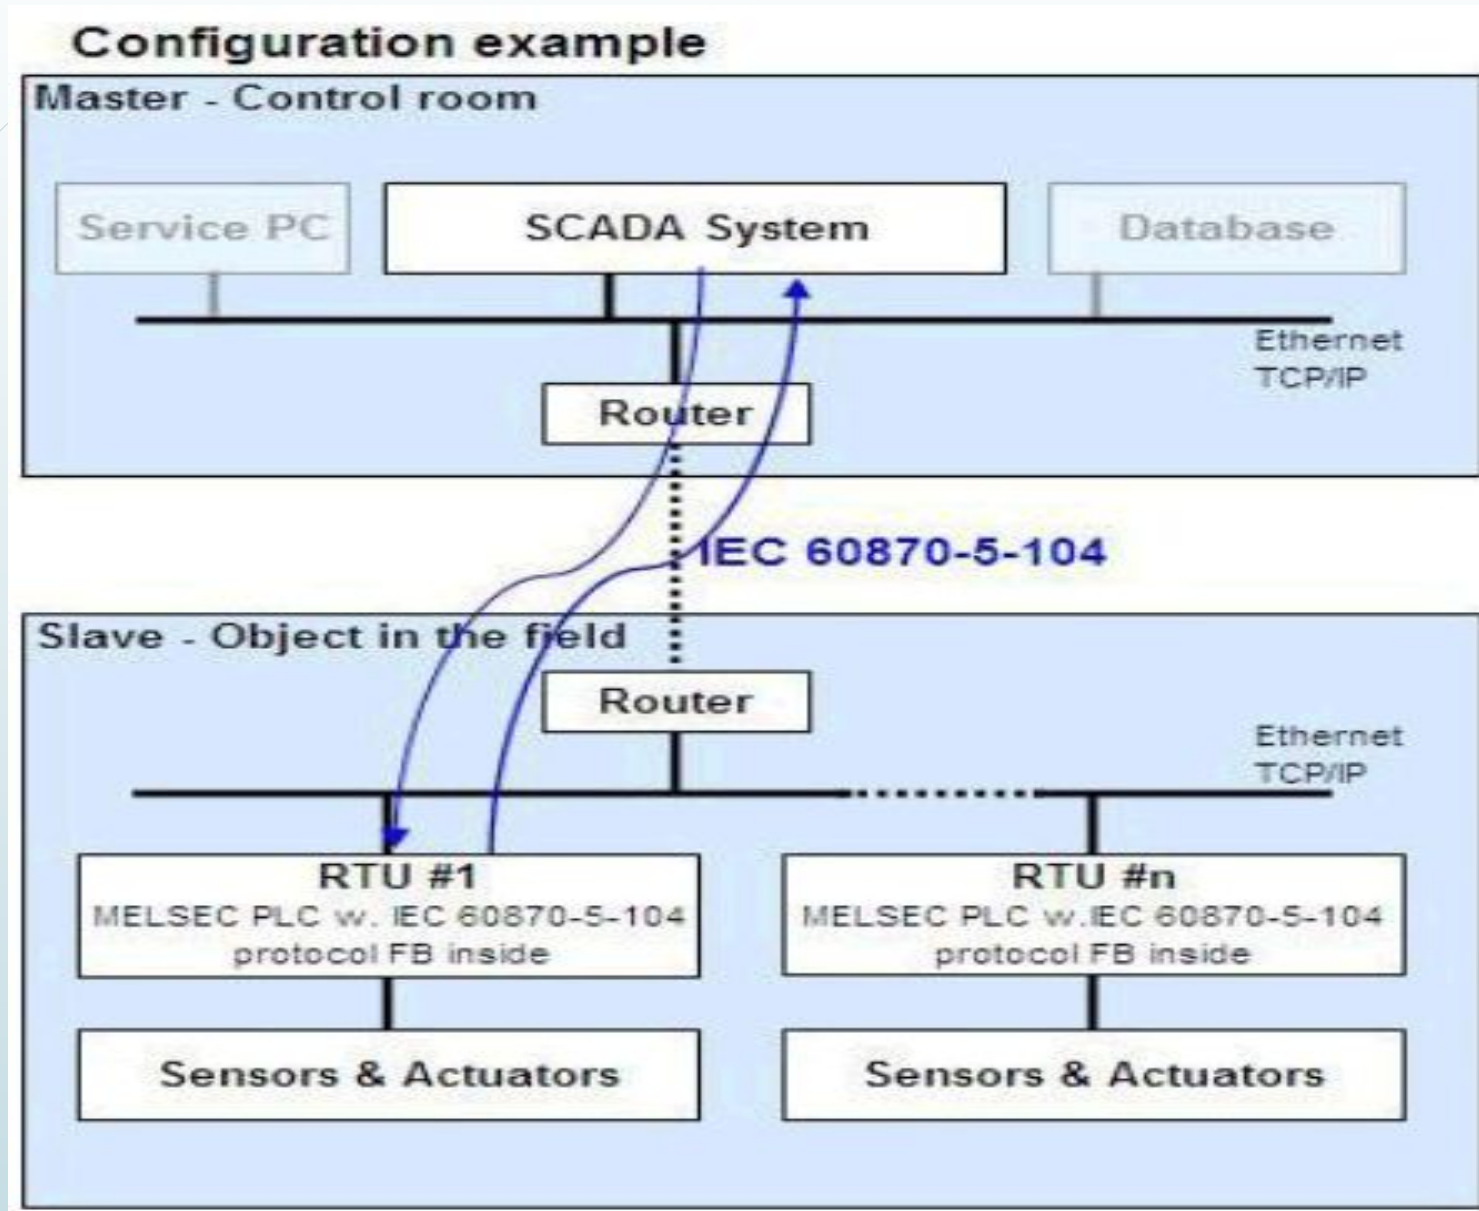 Configuration example
Master - Control room
Service PC
SCADA System
Database
Ethernet
TCP/IP
Router
IEC 60870-5-104
Slave - Object in the field
Router
Ethernet
TCP/IP
RTU #1
MELSEC PLC w. IEC 60870-5-104
protocol FB inside
RTU #n
MELSEC PLC w.IEC 60870-5-104
protocol FB inside
Sensors & Actuators
Sensors & Actuators